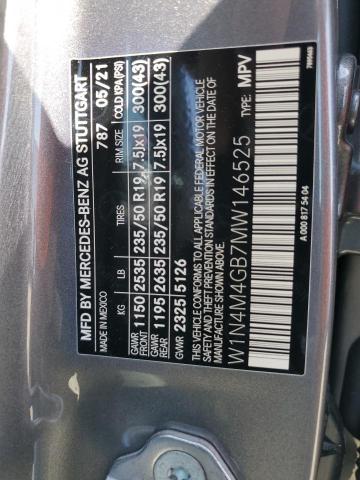 MFD BY MERCEDES-BENZ AG STUTTGART
MADE IN MEXICO 787 05/21
KG LB TIRES RIM SIZE COLD KPA(PSI)
GAWR FRONT 1150 2535 235/50 R19 7.5Jx19 300(43)
GAWR REAR 1195 2635 235/50 R19 7.5Jx19 300(43)
GVWR 2325 5126
THIS VEHICLE CONFORMS TO ALL APPLICABLE FEDERAL MOTOR VEHICLE
SAFETY, BUMPER, AND THEFT PREVENTION STANDARDS IN EFFECT ON
THE DATE OF MANUFACTURE SHOWN ABOVE.
W1N4M4GB7MW146525 TYPE: MPV
A 000 817 54 04